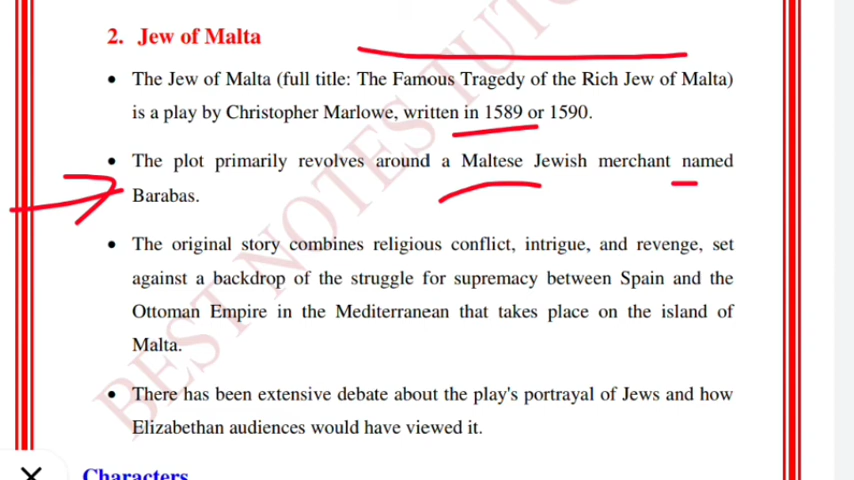 2. Jew of Malta
• The Jew of Malta (full title: The Famous Tragedy of the Rich Jew of Malta)
is a play by Christopher Marlowe, written in 1589 or 1590.
• The plot primarily revolves around a Maltese Jewish merchant named
Barabas.
• The original story combines religious conflict, intrigue, and revenge, set
against a backdrop of the struggle for supremacy between Spain and the
Ottoman Empire in the Mediterranean that takes place on the island of
Malta.
• There has been extensive debate about the play's portrayal of Jews and how
Elizabethan audiences would have viewed it.
Characters
BEST NOTES TUTO